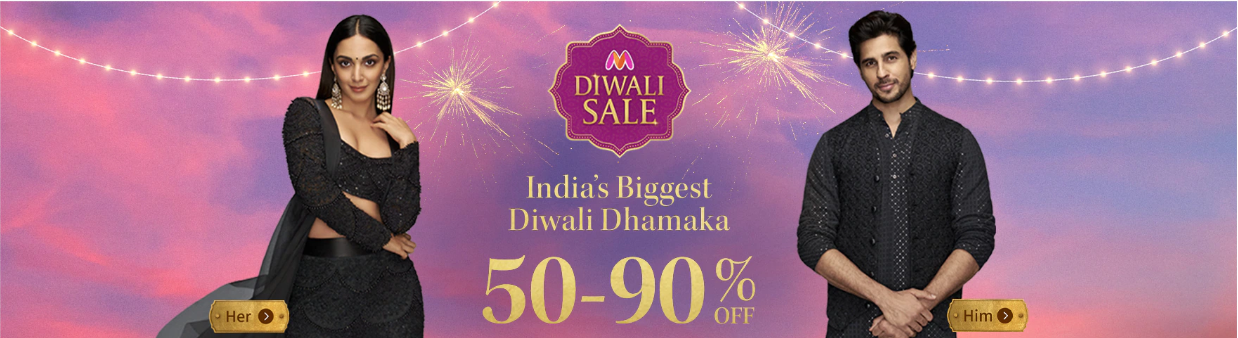 DIWALI
SALE
India's Biggest
Diwali Dhamaka
50-90% OFF
Her
Him